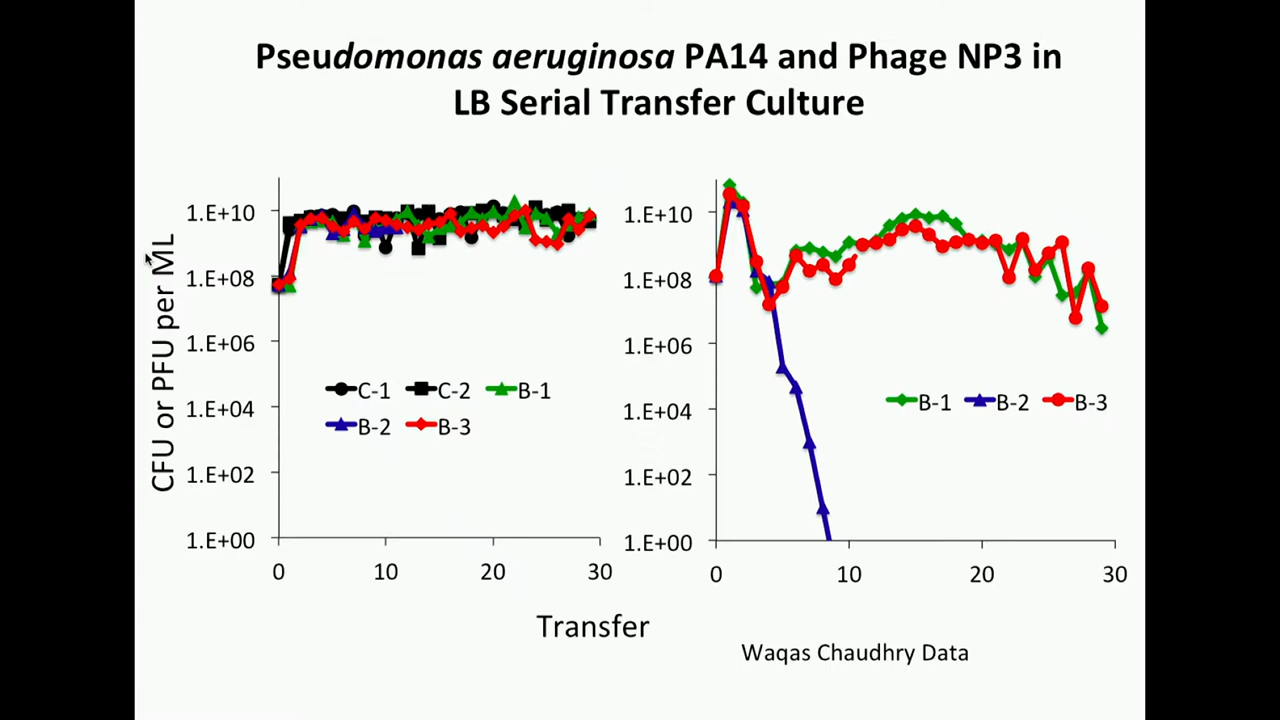 Pseudomonas aeruginosa PA14 and Phage NP3 in
LB Serial Transfer Culture
CFU or PFU per ML
1.E+10
1.E+08
1.E+06
1.E+04
1.E+02
1.E+00
0 10 20 30
C-1 C-2 B-1
B-2 B-3
1.E+10
1.E+08
1.E+06
1.E+04
1.E+02
1.E+00
0 10 20 30
B-1 B-2 B-3
Transfer
Waqas Chaudhry Data